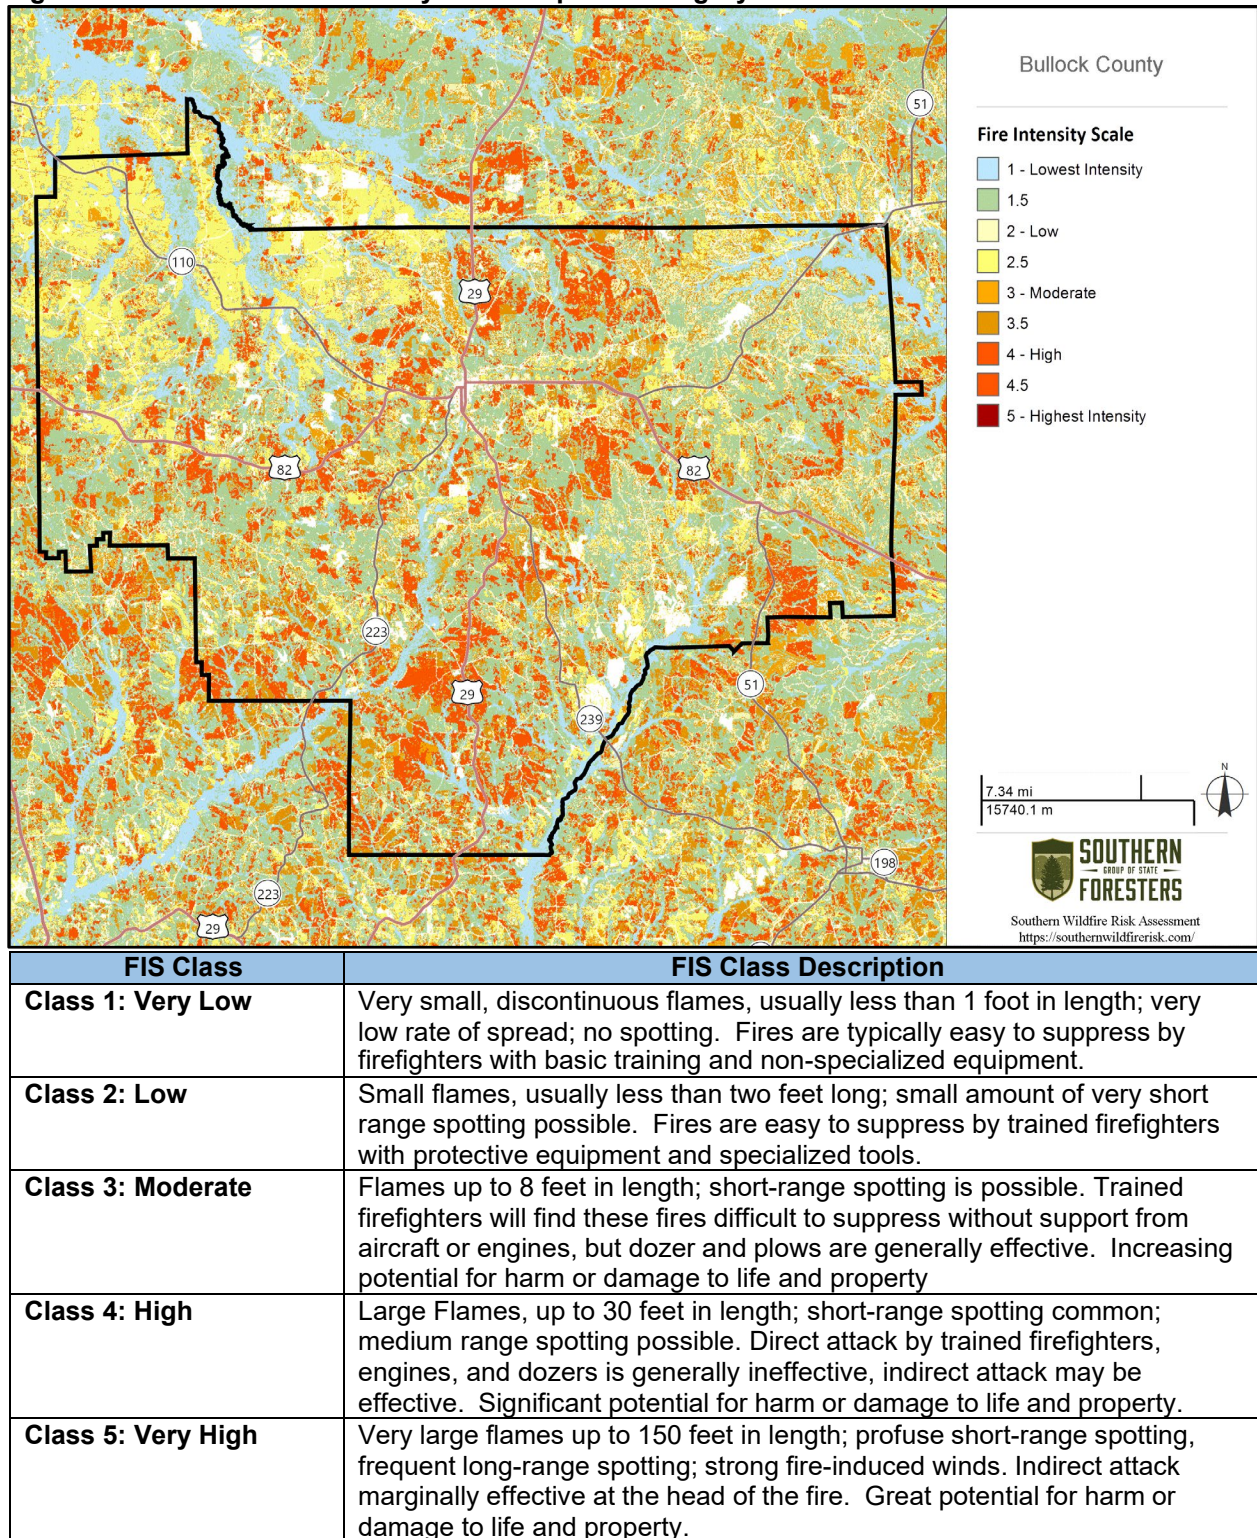 Bullock County
Fire Intensity Scale
1 - Lowest Intensity
1.5
2 - Low
2.5
3 - Moderate
3.5
4 - High
4.5
5 - Highest Intensity
51
110
29
82
82
223
29
239
51
198
223
29
N
7.34 mi
15740.1 m
SOUTHERN
GROUP OF STATE
FORESTERS
Southern Wildfire Risk Assessment
https://southernwildfirerisk.com/
FIS Class
FIS Class Description
Class 1: Very Low
Very small, discontinuous flames, usually less than 1 foot in length; very
low rate of spread; no spotting.  Fires are typically easy to suppress by
firefighters with basic training and non-specialized equipment.
Class 2: Low
Small flames, usually less than two feet long; small amount of very short
range spotting possible.  Fires are easy to suppress by trained firefighters
with protective equipment and specialized tools.
Class 3: Moderate
Flames up to 8 feet in length; short-range spotting is possible. Trained
firefighters will find these fires difficult to suppress without support from
aircraft or engines, but dozer and plows are generally effective.  Increasing
potential for harm or damage to life and property
Class 4: High
Large Flames, up to 30 feet in length; short-range spotting common;
medium range spotting possible. Direct attack by trained firefighters,
engines, and dozers is generally ineffective, indirect attack may be
effective.  Significant potential for harm or damage to life and property.
Class 5: Very High
Very large flames up to 150 feet in length; profuse short-range spotting,
frequent long-range spotting; strong fire-induced winds. Indirect attack
marginally effective at the head of the fire.  Great potential for harm or
damage to life and property.